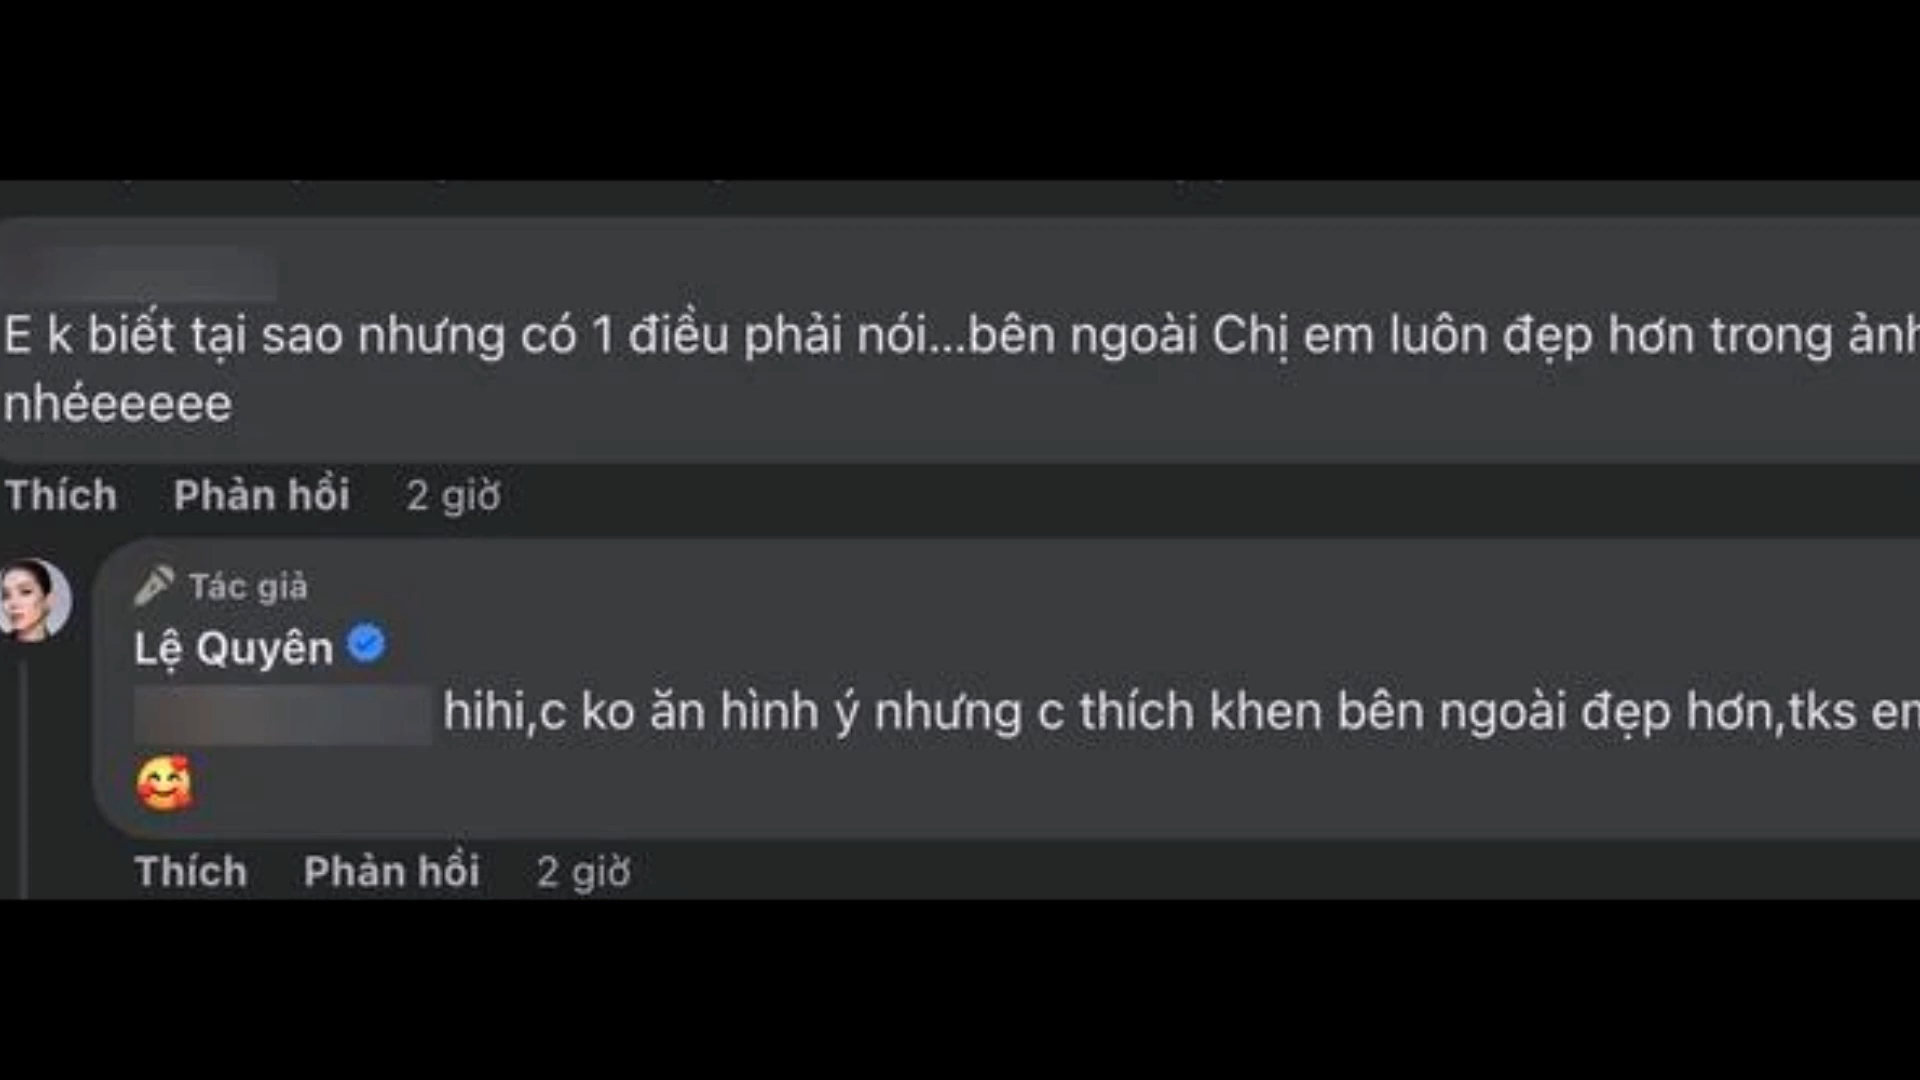 E k biết tại sao nhưng có 1 điều phải nói...bên ngoài Chị em luôn đẹp hơn trong ảnh
nhéeeeee
Thích Phản hồi 2 giờ
Tác giả
Lệ Quyên
hihi,c ko ăn hình ý nhưng c thích khen bên ngoài đẹp hơn,tks
Thích Phản hồi 2 giờ